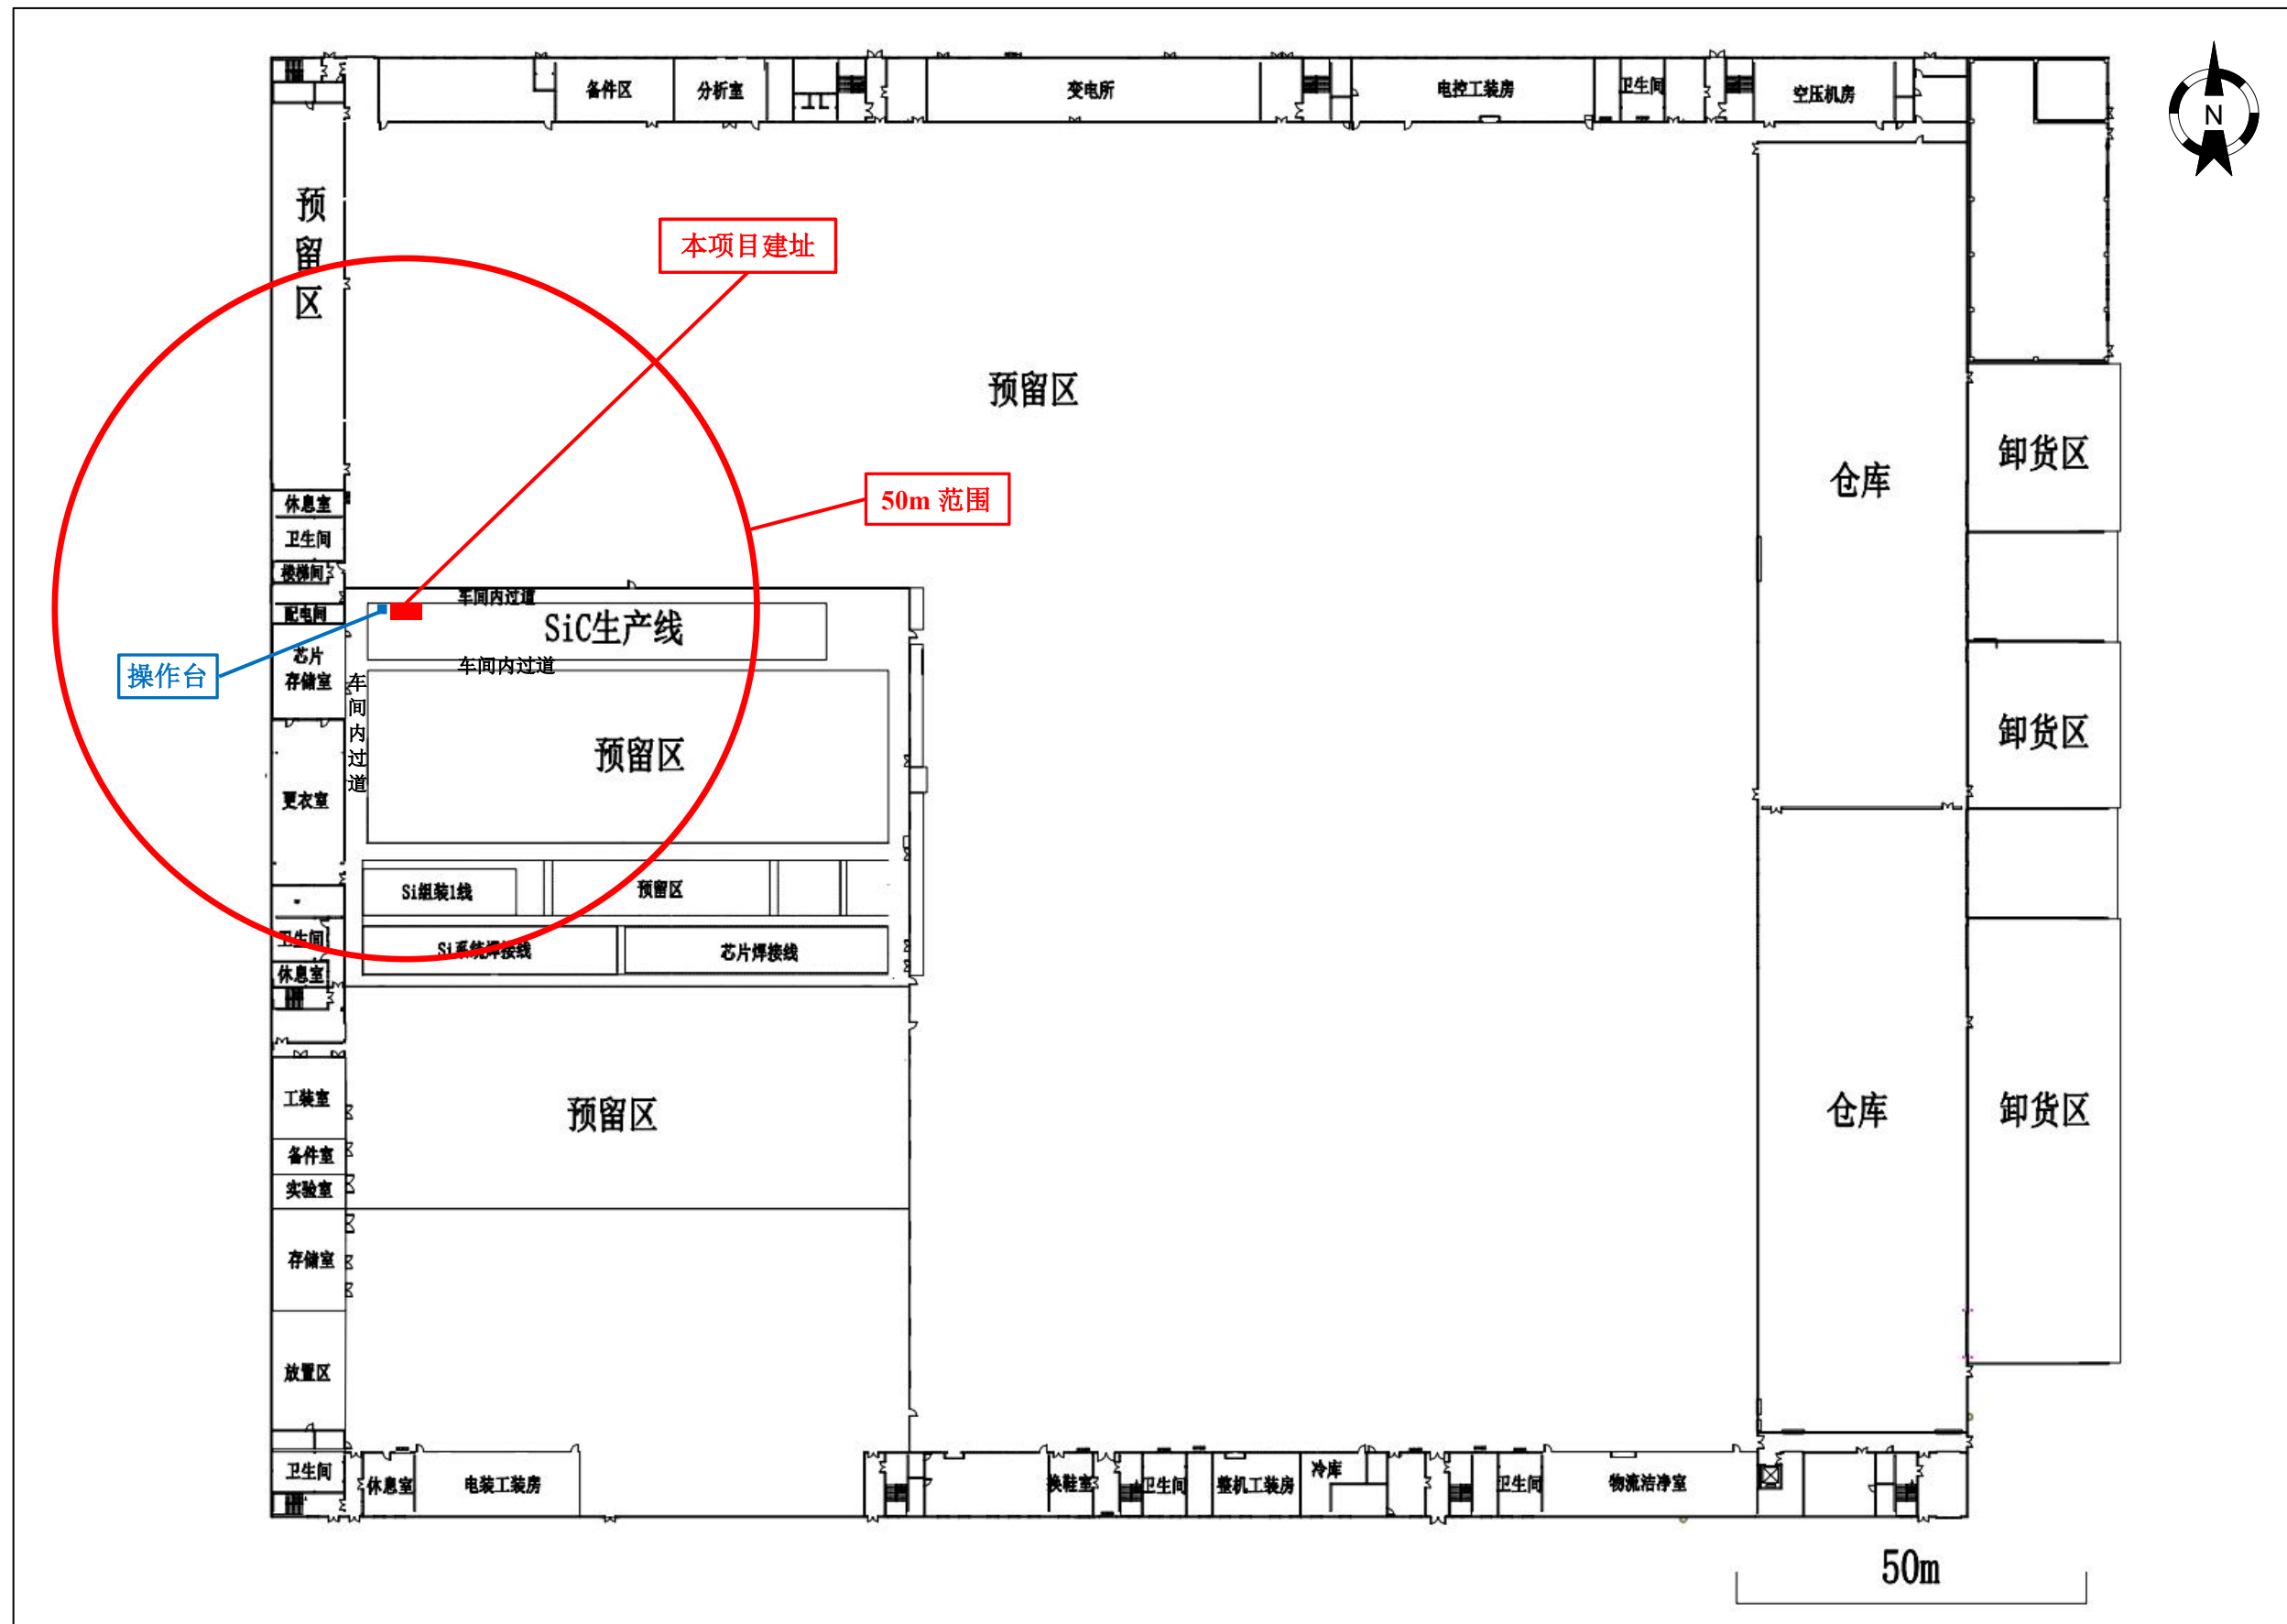 备件区
分析室
变电所
电控工装房
卫生间
空压机房
N
预
留
区
本项目建址
预留区
50m 范围
仓库
卸货区
休息室
卫生间
楼梯间
配电间
车间内过道
SiC生产线
操作台
芯片
存储室
车间内过道
车
间
内
过
道
预留区
卸货区
更衣室
Si组装1线
预留区
卫生间
Si系统焊接线
芯片焊接线
休息室
工装室
预留区
仓库
卸货区
备件室
实验室
存储室
放置区
卫生间
休息室
电装工装房
换鞋室
卫生间
整机工装房
冷库
卫生间
物流洁净室
50m